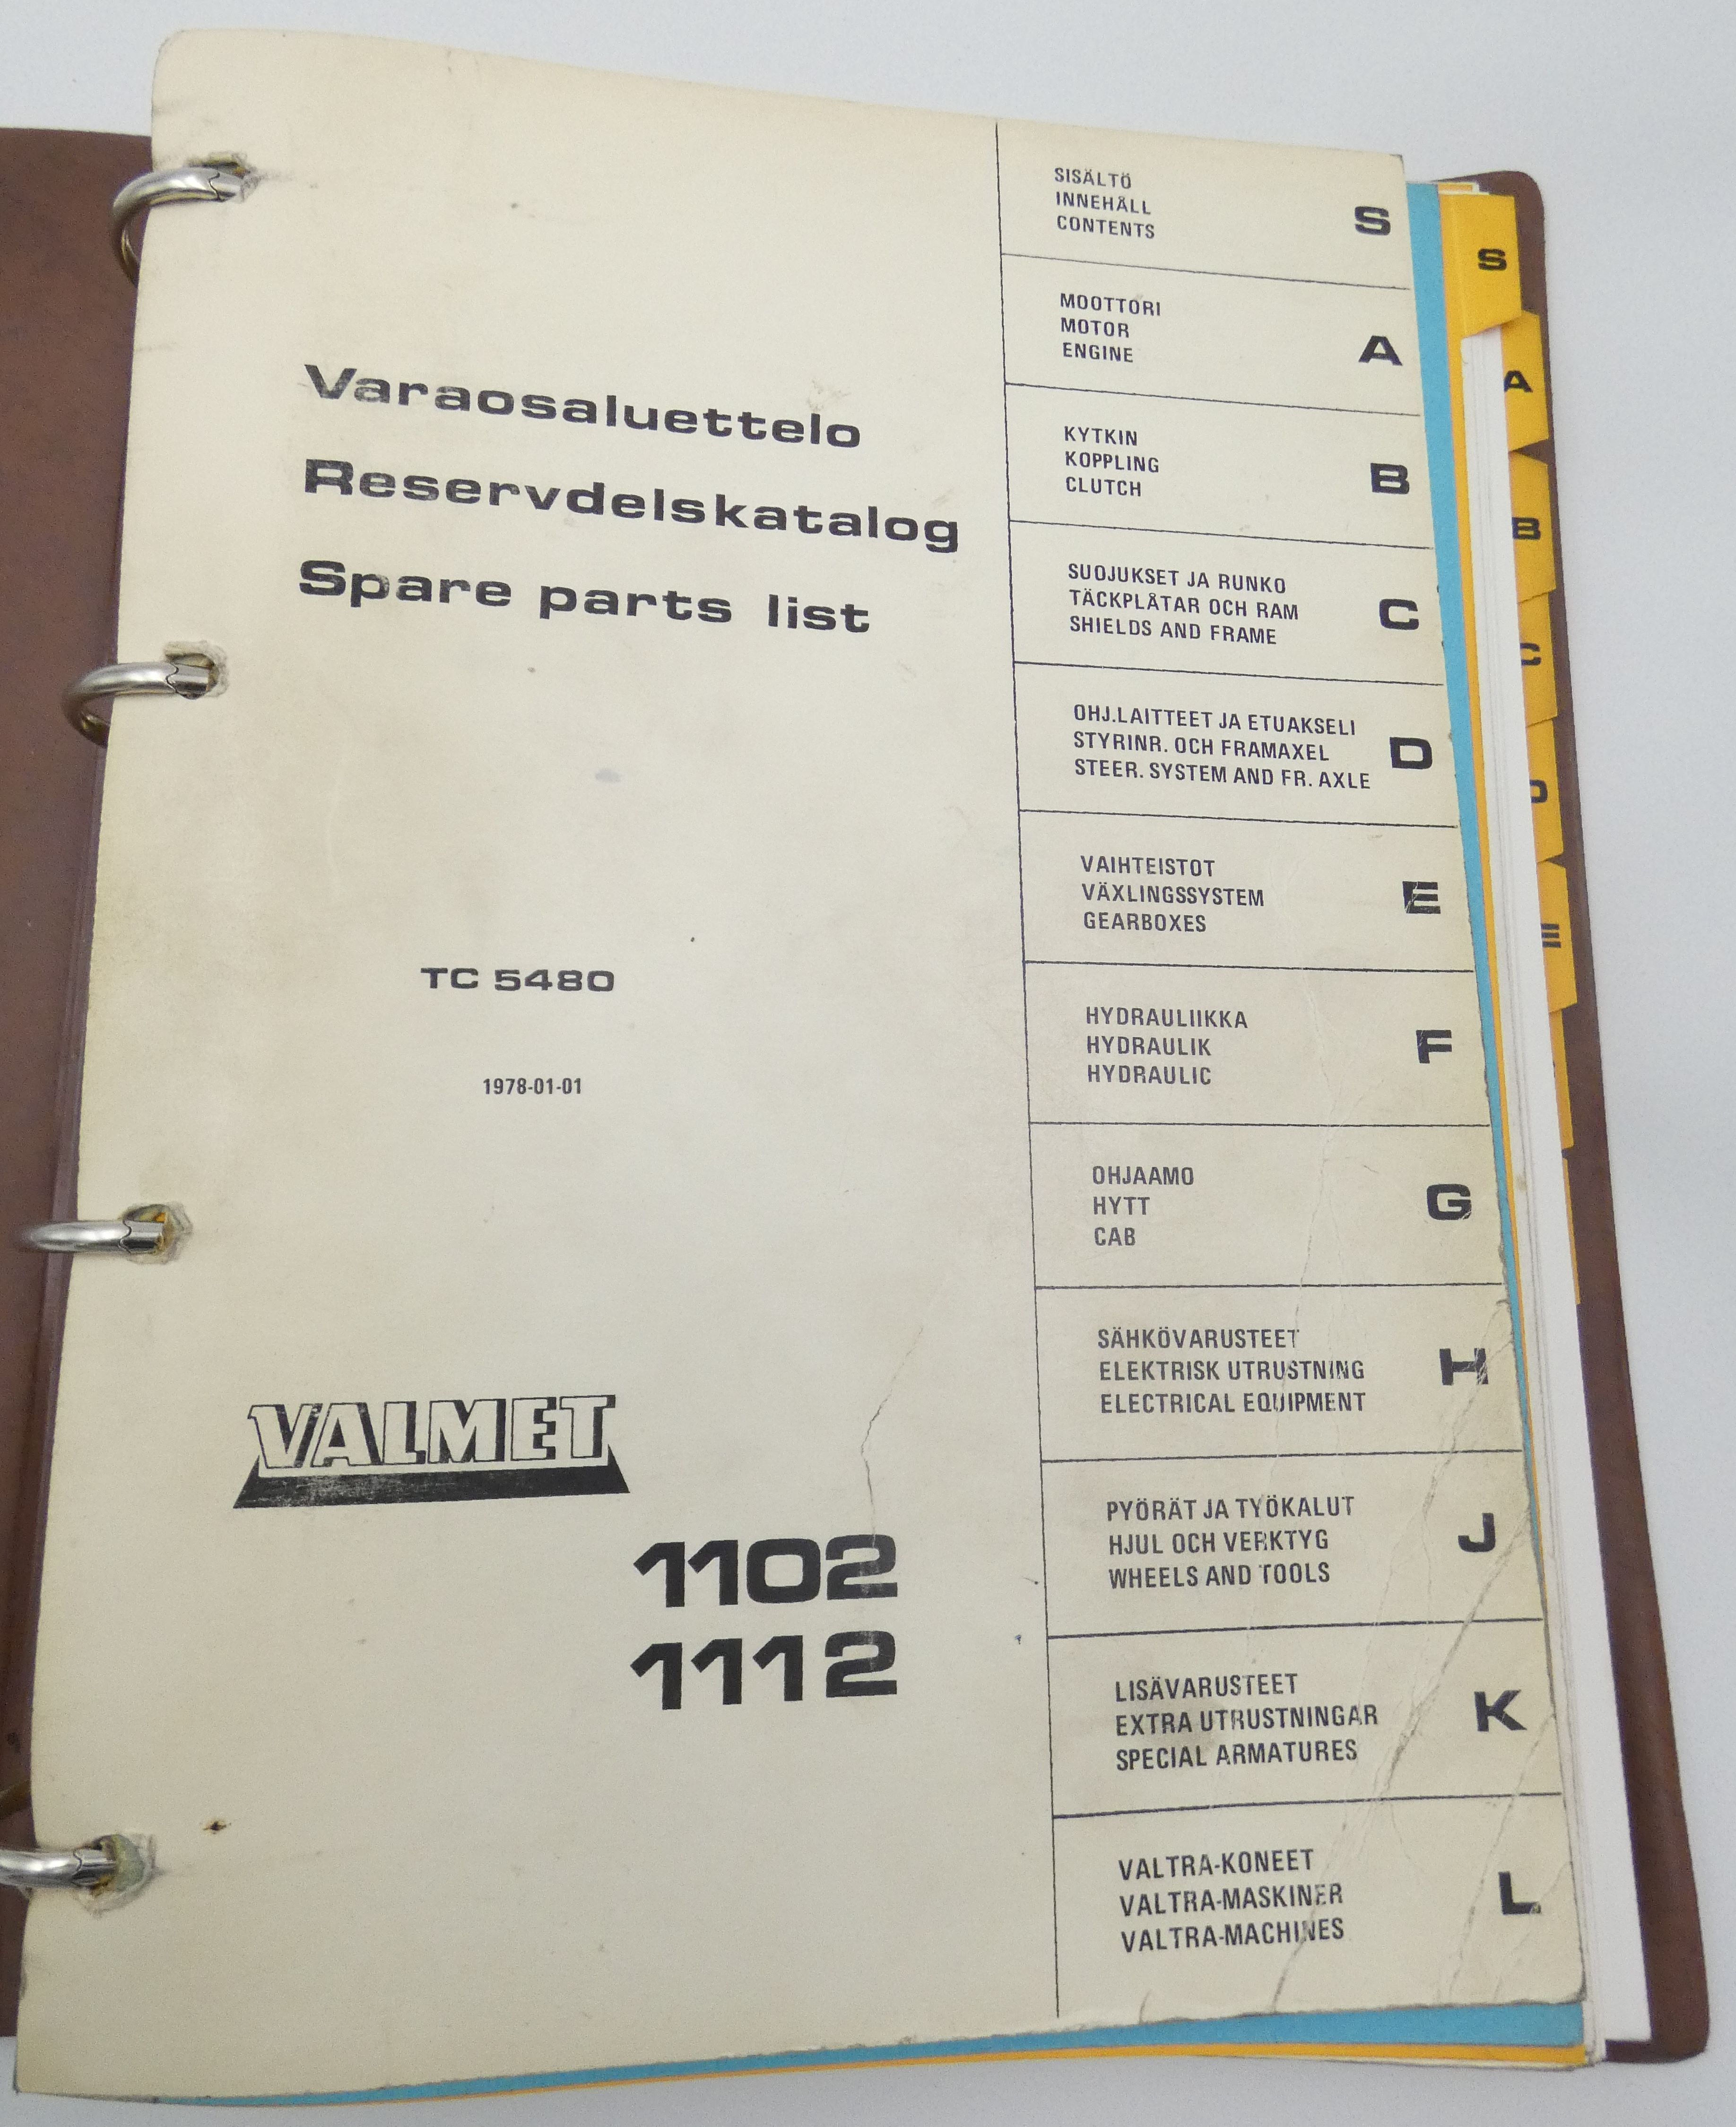 Varaosaluettelo
Reservdelskatalog
Spare parts list
TC 5480
1978-01-01
VALMET
1102
1112
SISÄLTÖ
INNEHÅLL
CONTENTS
S
MOOTTORI
MOTOR
ENGINE
A
KYTKIN
KOPPLING
CLUTCH
B
SUOJUKSET JA RUNKO
TÄCKPLÅTAR OCH RAM
SHIELDS AND FRAME
C
OHJ.LAITTEET JA ETUAKSELI
STYRINR. OCH FRAMAXEL
STEER. SYSTEM AND FR. AXLE
D
VAIHTEISTOT
VÄXLINGSSYSTEM
GEARBOXES
E
HYDRAULIIKKA
HYDRAULIK
HYDRAULIC
F
OHJAAMO
HYTT
CAB
G
SÄHKÖVARUSTEET
ELEKTRISK UTRUSTNING
ELECTRICAL EQUIPMENT
H
PYÖRÄT JA TYÖKALUT
HJUL OCH VERKTYG
WHEELS AND TOOLS
J
LISÄVARUSTEET
EXTRA UTRUSTNINGAR
SPECIAL ARMATURES
K
VALTRA-KONEET
VALTRA-MASKINER
VALTRA-MACHINES
L
S
A
B
C
D
E